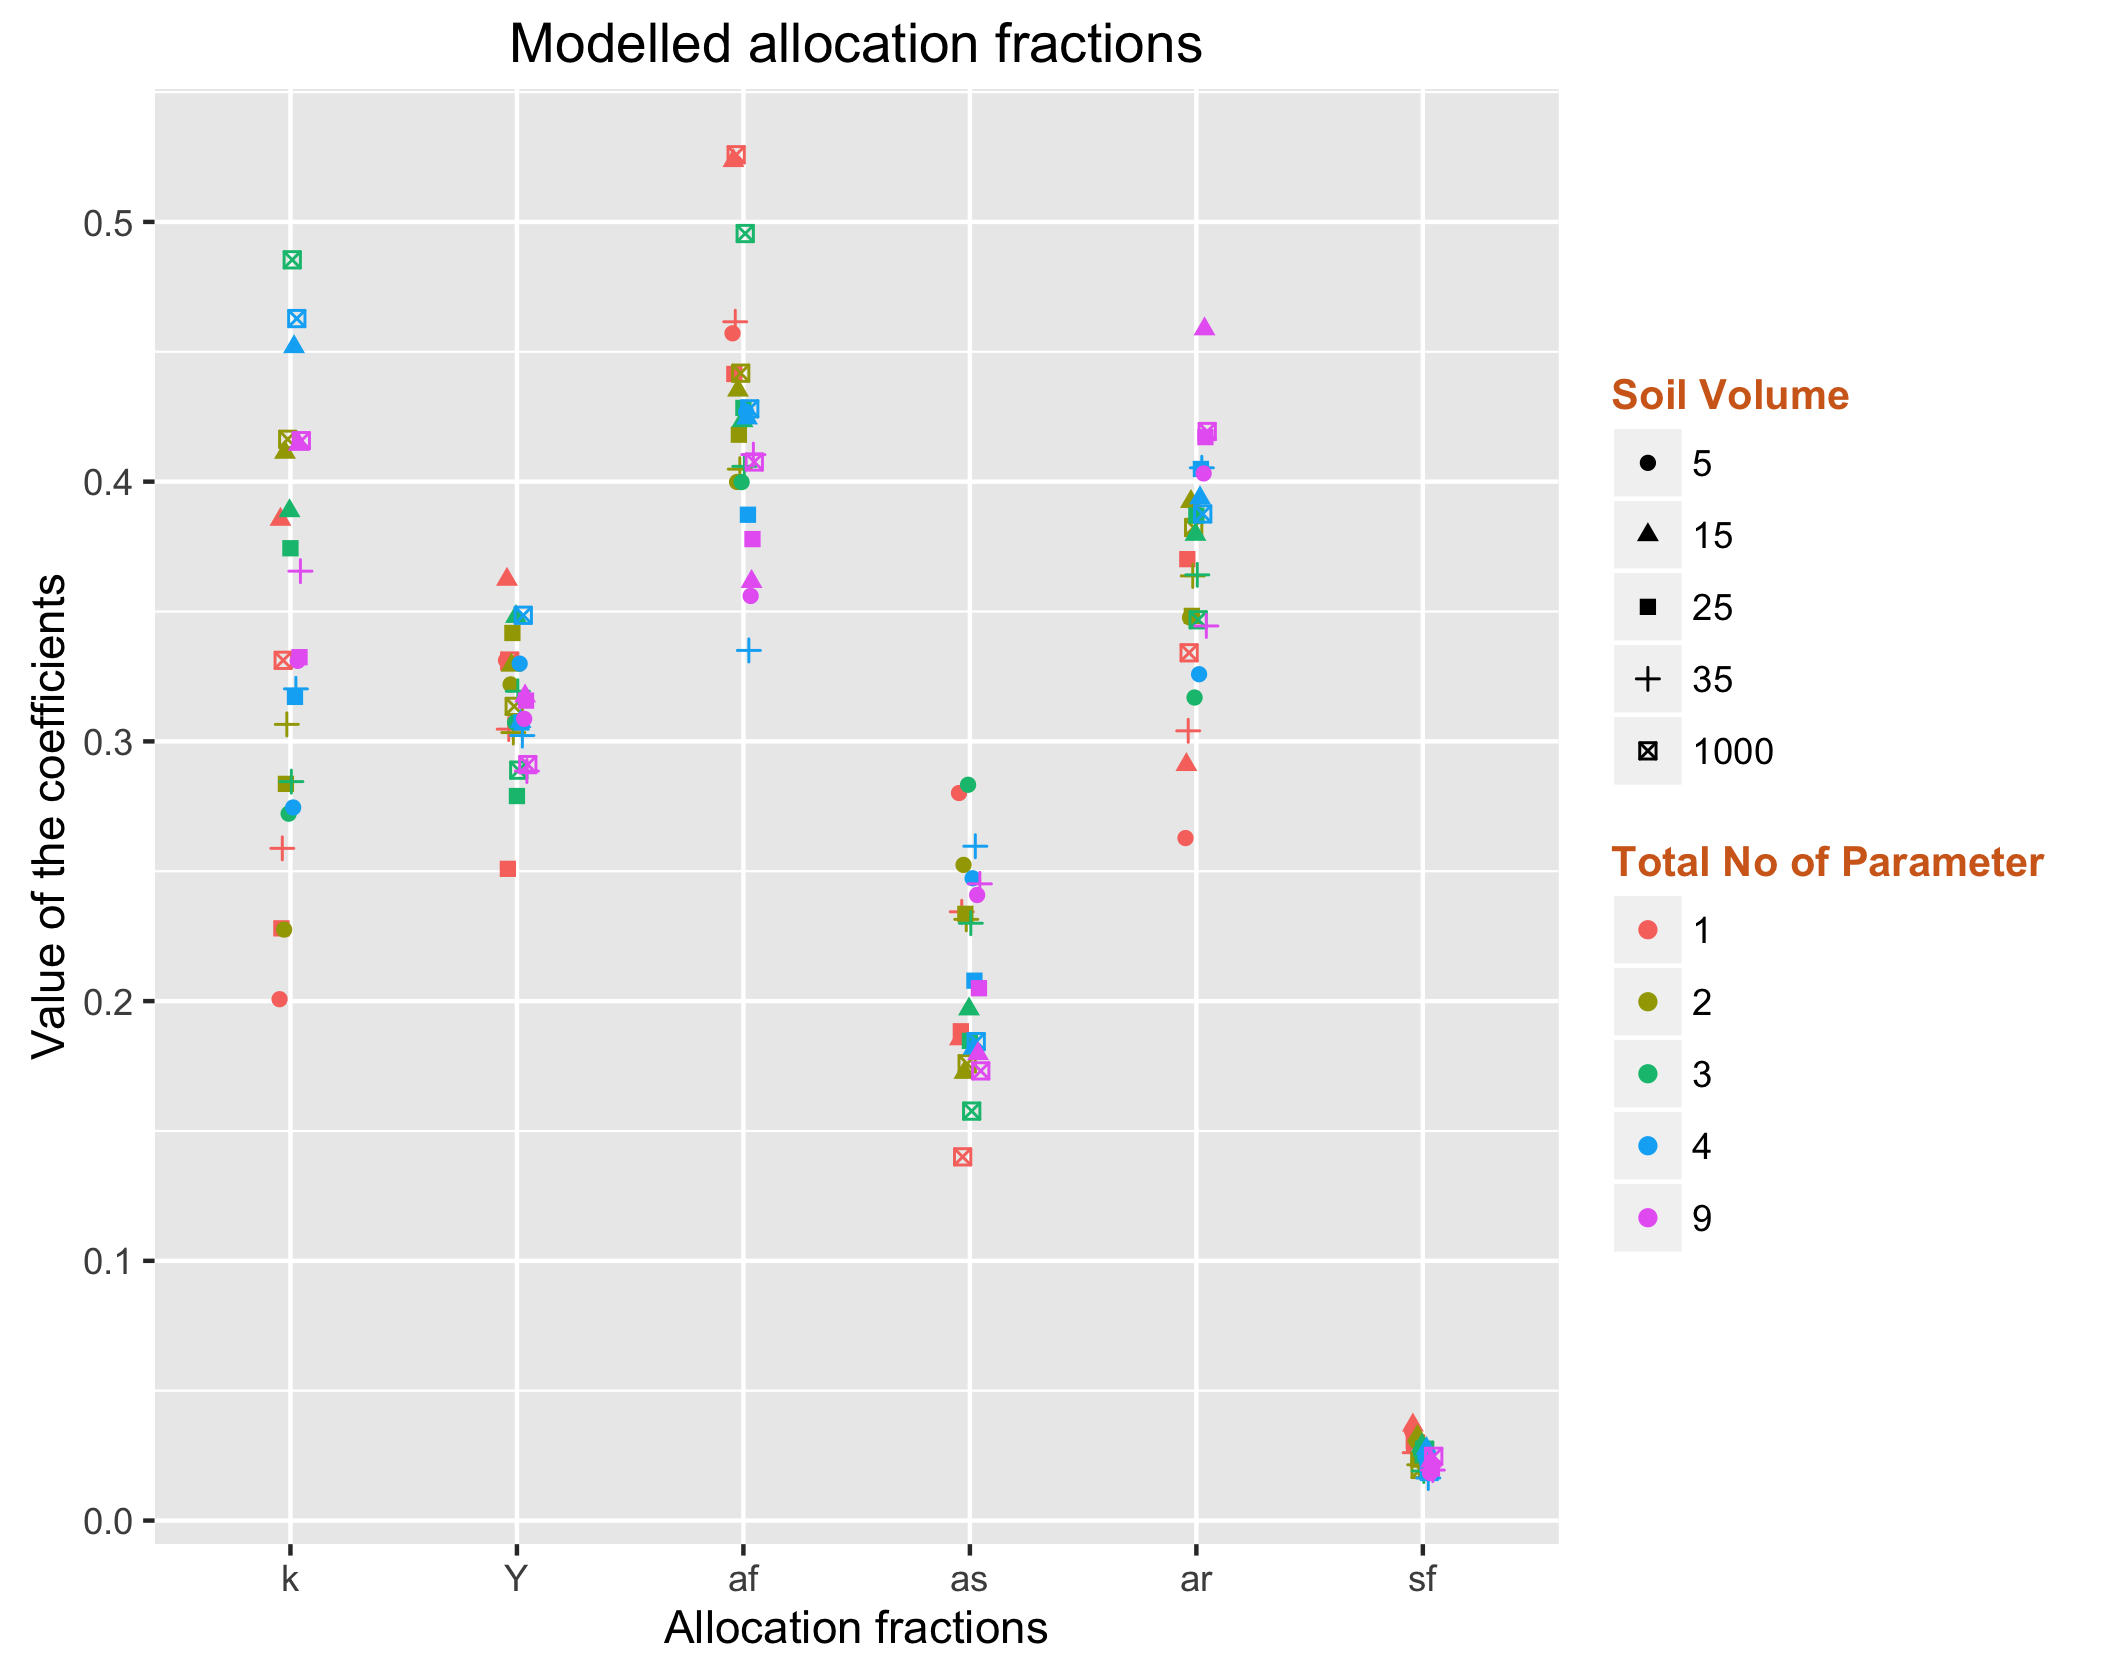 Modelled allocation fractions
Value of the coefficients
0.5
0.4
0.3
0.2
0.1
0.0
k
Y
af
as
ar
sf
Allocation fractions
Soil Volume
5
15
25
35
1000
Total No of Parameter
1
2
3
4
9